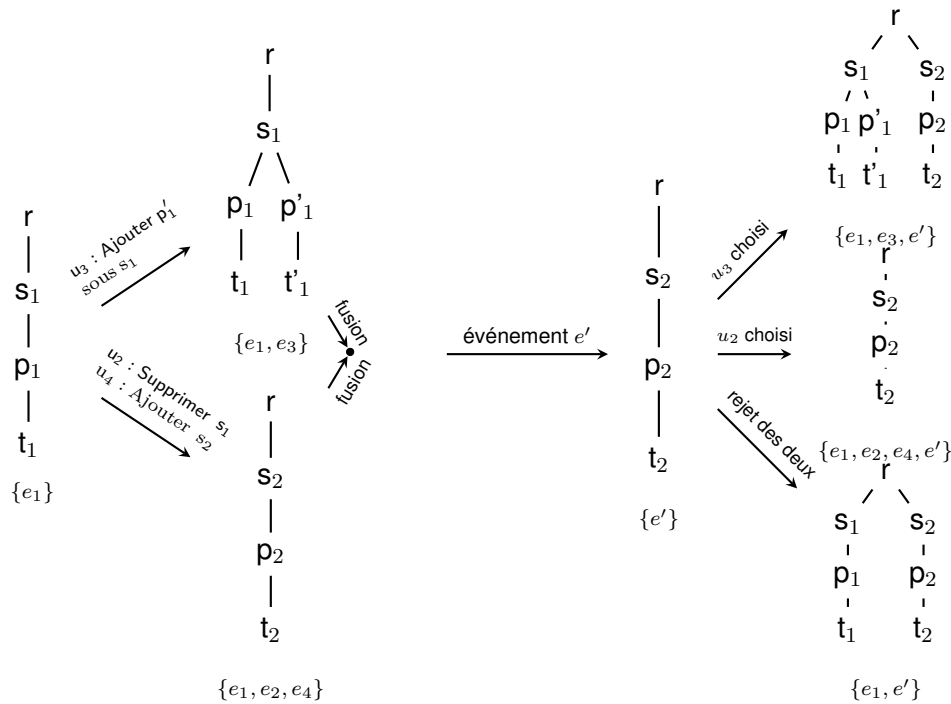 r
s₁
p₁
t₁
{e₁}
u₃ : Ajouter p′₁
sous s₁
u₂ : Supprimer s₁
u₄ : Ajouter s₂
r
s₁
p₁ p'₁
t₁ t'₁
{e₁, e₃}
r
s₂
p₂
t₂
{e₁, e₂, e₄}
fusion
fusion
événement e′
r
s₂
p₂
t₂
{e′}
u₃ choisi
u₂ choisi
rejet des deux
r
s₁ s₂
p₁ p'₁ p₂
t₁ t'₁ t₂
{e₁, e₃, e′}
r
s₂
p₂
t₂
{e₁, e₂, e₄, e′}
r
s₁ s₂
p₁ p₂
t₁ t₂
{e₁, e′}